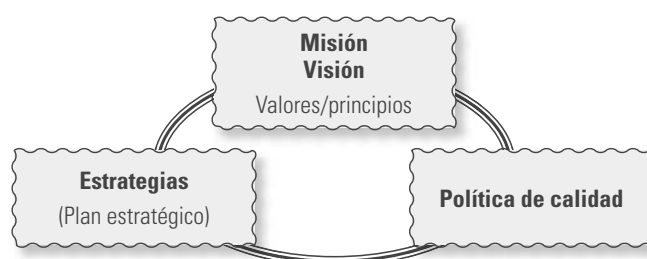 Misión
Visión
Valores/principios
Estrategias
(Plan estratégico)
Política de calidad